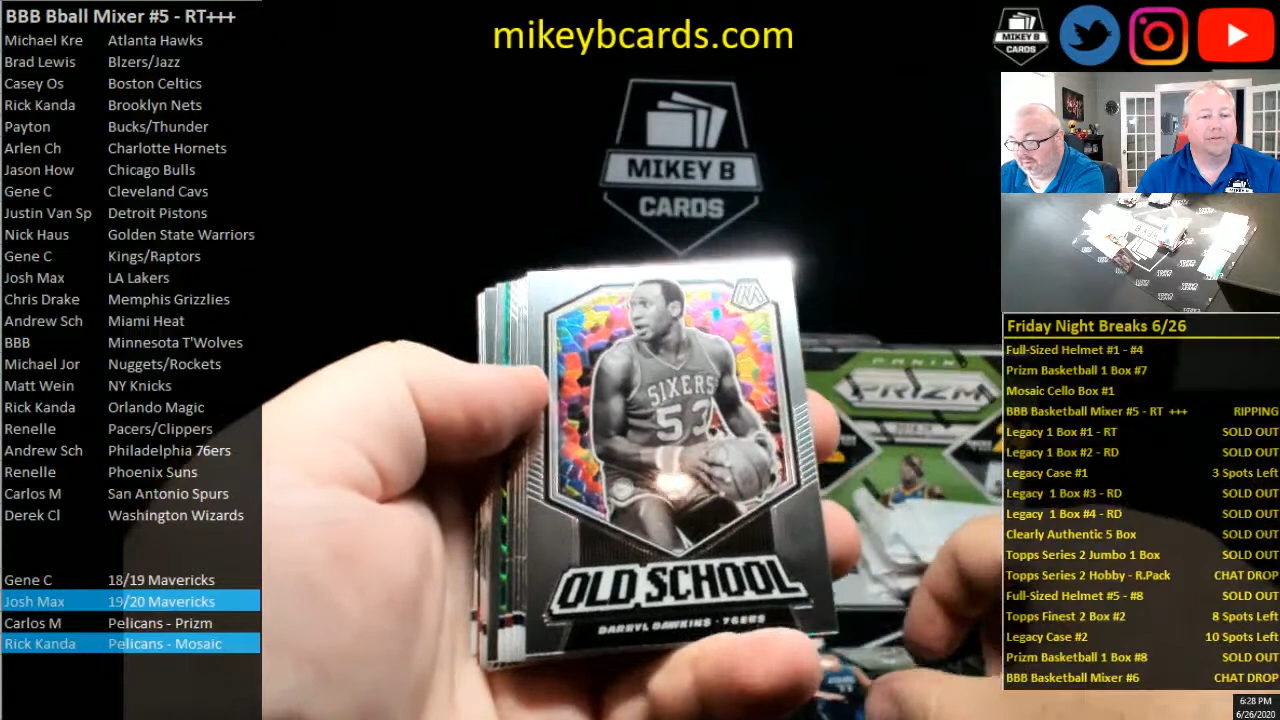 BBB Bball Mixer #5 - RT+++
Michael Kre Atlanta Hawks
Brad Lewis Blzers/Jazz
Casey Os Boston Celtics
Rick Kanda Brooklyn Nets
Payton Bucks/Thunder
Arlen Ch Charlotte Hornets
Jason How Chicago Bulls
Gene C Cleveland Cavs
Justin Van Sp Detroit Pistons
Nick Haus Golden State Warriors
Gene C Kings/Raptors
Josh Max LA Lakers
Chris Drake Memphis Grizzlies
Andrew Sch Miami Heat
BBB Minnesota T'Wolves
Michael Jor Nuggets/Rockets
Matt Wein NY Knicks
Rick Kanda Orlando Magic
Renelle Pacers/Clippers
Andrew Sch Philadelphia 76ers
Renelle Phoenix Suns
Carlos M San Antonio Spurs
Derek Cl Washington Wizards
Gene C 18/19 Mavericks
Josh Max 19/20 Mavericks
Carlos M Pelicans - Prizm
Rick Kanda Pelicans - Mosaic
mikeybcards.com
MIKEY B
CARDS
SIXERS
53
OLD SCHOOL
DARRYL DAWKINS · 76ERS
PANINI
PRIZM
MIKEY B
CARDS
Friday Night Breaks 6/26
Full-Sized Helmet #1 - #4
Prizm Basketball 1 Box #7
Mosaic Cello Box #1
BBB Basketball Mixer #5 - RT +++ RIPPING
Legacy 1 Box #1 - RT SOLD OUT
Legacy 1 Box #2 - RD SOLD OUT
Legacy Case #1 3 Spots Left
Legacy 1 Box #3 - RD SOLD OUT
Legacy 1 Box #4 - RD SOLD OUT
Clearly Authentic 5 Box SOLD OUT
Topps Series 2 Jumbo 1 Box SOLD OUT
Topps Series 2 Hobby - R.Pack CHAT DROP
Full-Sized Helmet #5 - #8 SOLD OUT
Topps Finest 2 Box #2 8 Spots Left
Legacy Case #2 10 Spots Left
Prizm Basketball 1 Box #8 SOLD OUT
BBB Basketball Mixer #6 CHAT DROP
6:28 PM
6/26/2020